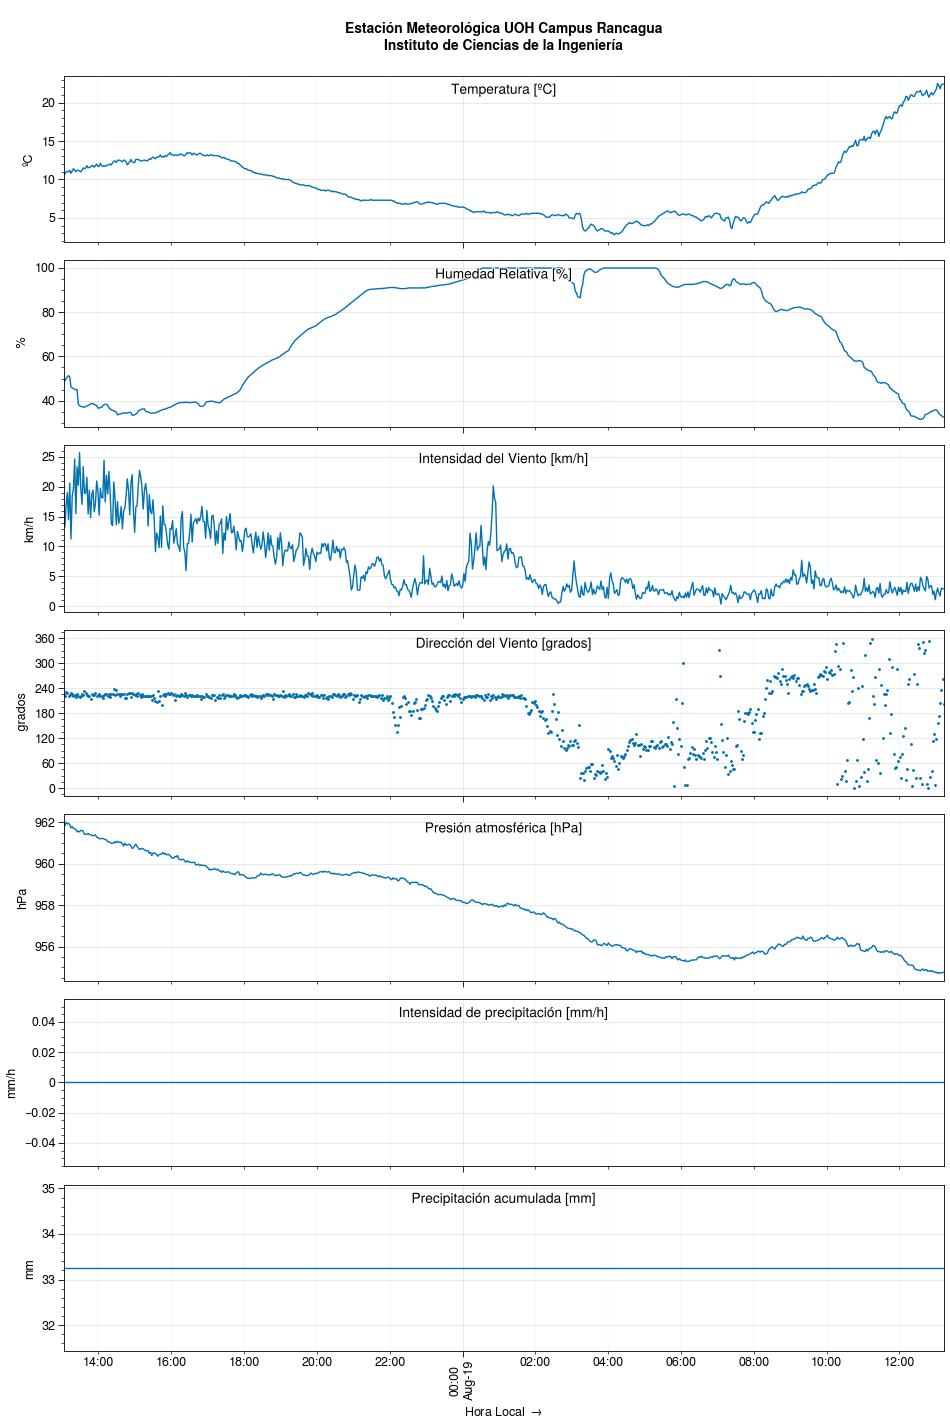 Estación Meteorológica UOH Campus Rancagua
Instituto de Ciencias de la Ingeniería
Temperatura [ºC]
ºC
20
15
10
5
Humedad Relativa [%]
%
100
80
60
40
Intensidad del Viento [km/h]
km/h
25
20
15
10
5
0
Dirección del Viento [grados]
grados
360
300
240
180
120
60
0
Presión atmosférica [hPa]
hPa
962
960
958
956
Intensidad de precipitación [mm/h]
mm/h
0.04
0.02
0
−0.02
−0.04
Precipitación acumulada [mm]
mm
35
34
33
32
14:00 16:00 18:00 20:00 22:00 00:00 02:00 04:00 06:00 08:00 10:00 12:00
Aug-19
Hora Local →